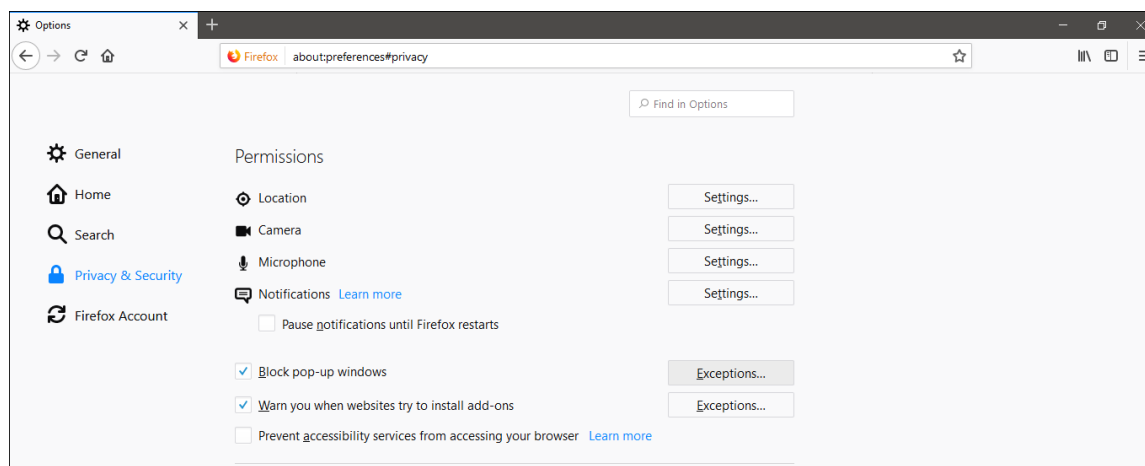 Options
Firefox about:preferences#privacy
Find in Options
General
Home
Search
Privacy & Security
Firefox Account
Permissions
Location Settings...
Camera Settings...
Microphone Settings...
Notifications Learn more Settings...
Pause notifications until Firefox restarts
Block pop-up windows Exceptions...
Warn you when websites try to install add-ons Exceptions...
Prevent accessibility services from accessing your browser Learn more